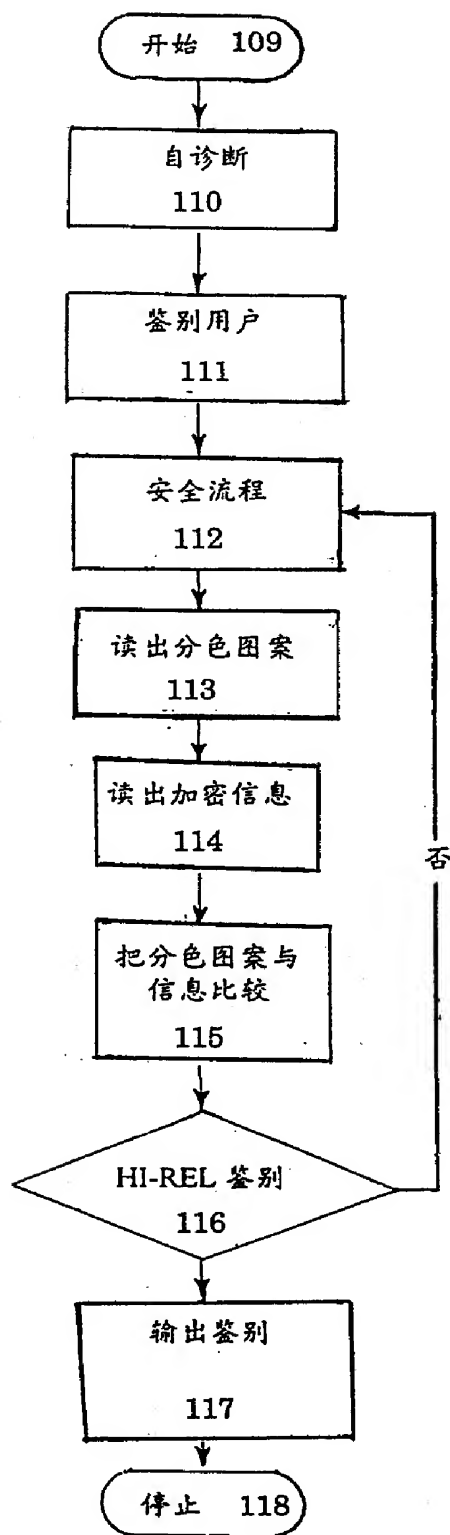 开始 109
自诊断
110
鉴别用户
111
安全流程
112
读出分色图案
113
读出加密信息
114
否
把分色图案与
信息比较
115
HI-REL 鉴别
116
输出鉴别
117
停止 118